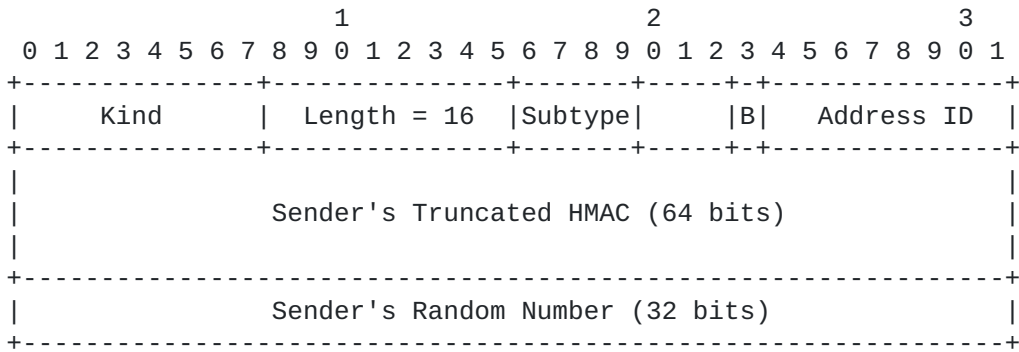 1                   2                   3
 0 1 2 3 4 5 6 7 8 9 0 1 2 3 4 5 6 7 8 9 0 1 2 3 4 5 6 7 8 9 0 1
+---------------+---------------+-------+-----+-+---------------+
|     Kind      |  Length = 16  |Subtype|     |B|   Address ID  |
+---------------+---------------+-------+-----+-+---------------+
|                                                               |
|                Sender's Truncated HMAC (64 bits)              |
|                                                               |
+---------------------------------------------------------------+
|                Sender's Random Number (32 bits)               |
+---------------------------------------------------------------+